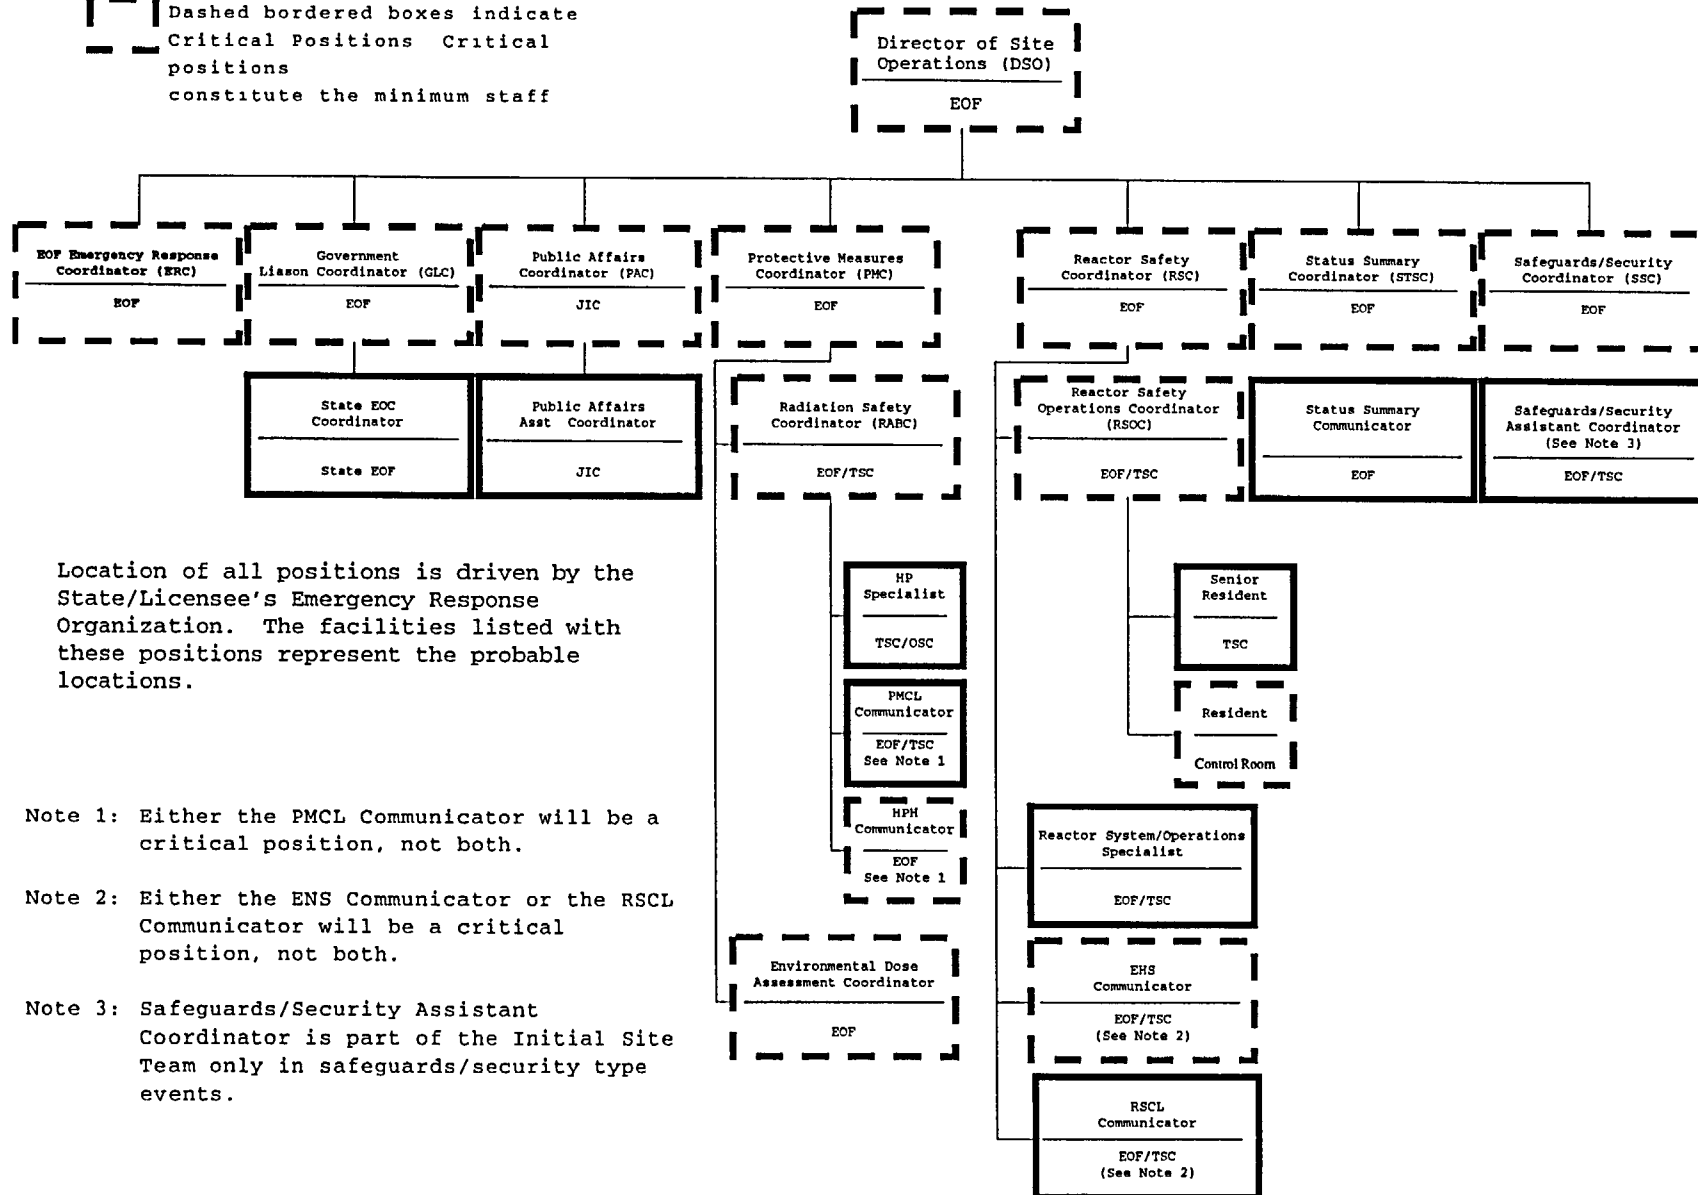 Dashed bordered boxes indicate
Critical Positions Critical
positions
constitute the minimum staff
Director of Site
Operations (DSO)
EOF
EOF Emergency Response
Coordinator (ERC)
EOF
Government
Liason Coordinator (GLC)
EOF
Public Affairs
Coordinator (PAC)
JIC
Protective Measures
Coordinator (PMC)
EOF
Reactor Safety
Coordinator (RSC)
EOF
Status Summary
Coordinator (STSC)
EOF
Safeguards/Security
Coordinator (SSC)
EOF
State EOC
Coordinator
State EOF
Public Affairs
Asst Coordinator
JIC
Radiation Safety
Coordinator (RABC)
EOF/TSC
Reactor Safety
Operations Coordinator
(RSOC)
EOF/TSC
Status Summary
Communicator
EOF
Safeguards/Security
Assistant Coordinator
(See Note 3)
EOF/TSC
Location of all positions is driven by the
State/Licensee's Emergency Response
Organization. The facilities listed with
these positions represent the probable
locations.
HP
Specialist
TSC/OSC
PMCL
Communicator
EOF/TSC
See Note 1
HPH
Communicator
EOF
See Note 1
Environmental Dose
Assessment Coordinator
EOF
Senior
Resident
TSC
Resident
Control Room
Reactor System/Operations
Specialist
EOF/TSC
EHS
Communicator
EOF/TSC
(See Note 2)
RSCL
Communicator
EOF/TSC
(See Note 2)
Note 1: Either the PMCL Communicator will be a
critical position, not both.
Note 2: Either the ENS Communicator or the RSCL
Communicator will be a critical
position, not both.
Note 3: Safeguards/Security Assistant
Coordinator is part of the Initial Site
Team only in safeguards/security type
events.